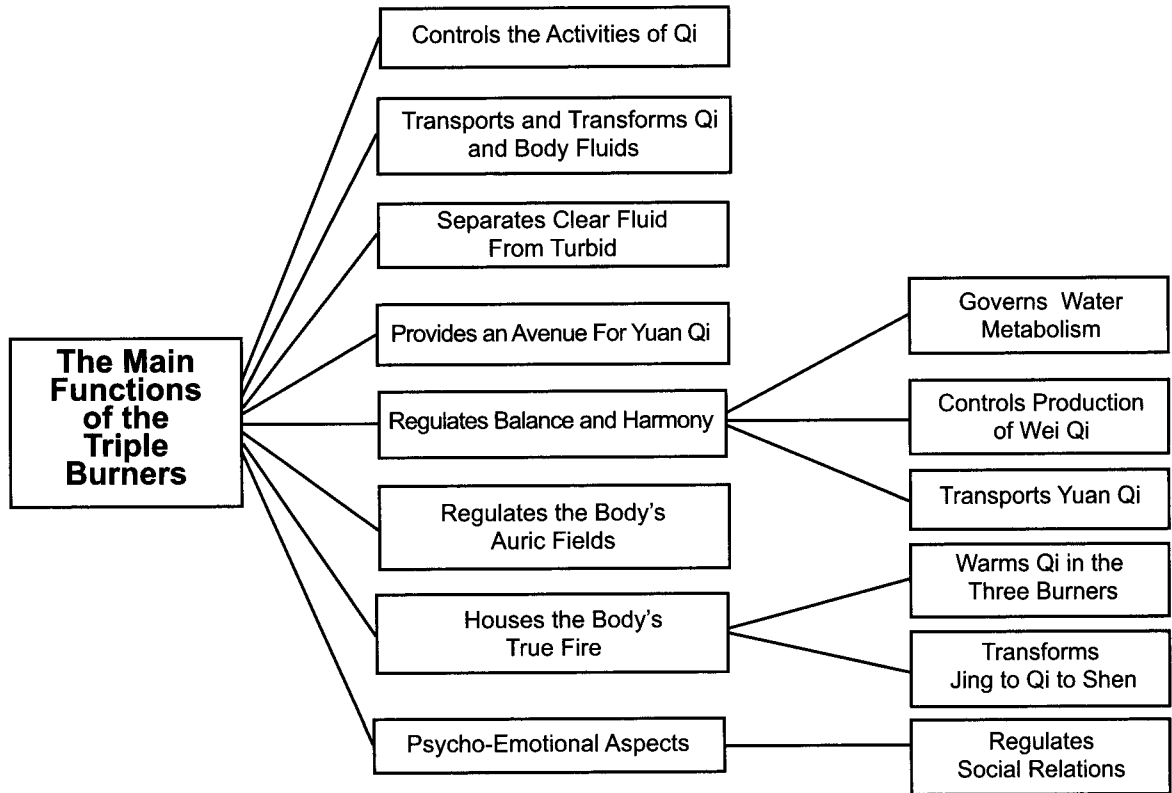 The Main
Functions
of the
Triple
Burners
Controls the Activities of Qi
Transports and Transforms Qi
and Body Fluids
Separates Clear Fluid
From Turbid
Provides an Avenue For Yuan Qi
Regulates Balance and Harmony
Regulates the Body's
Auric Fields
Houses the Body's
True Fire
Psycho-Emotional Aspects
Governs Water
Metabolism
Controls Production
of Wei Qi
Transports Yuan Qi
Warms Qi in the
Three Burners
Transforms
Jing to Qi to Shen
Regulates
Social Relations